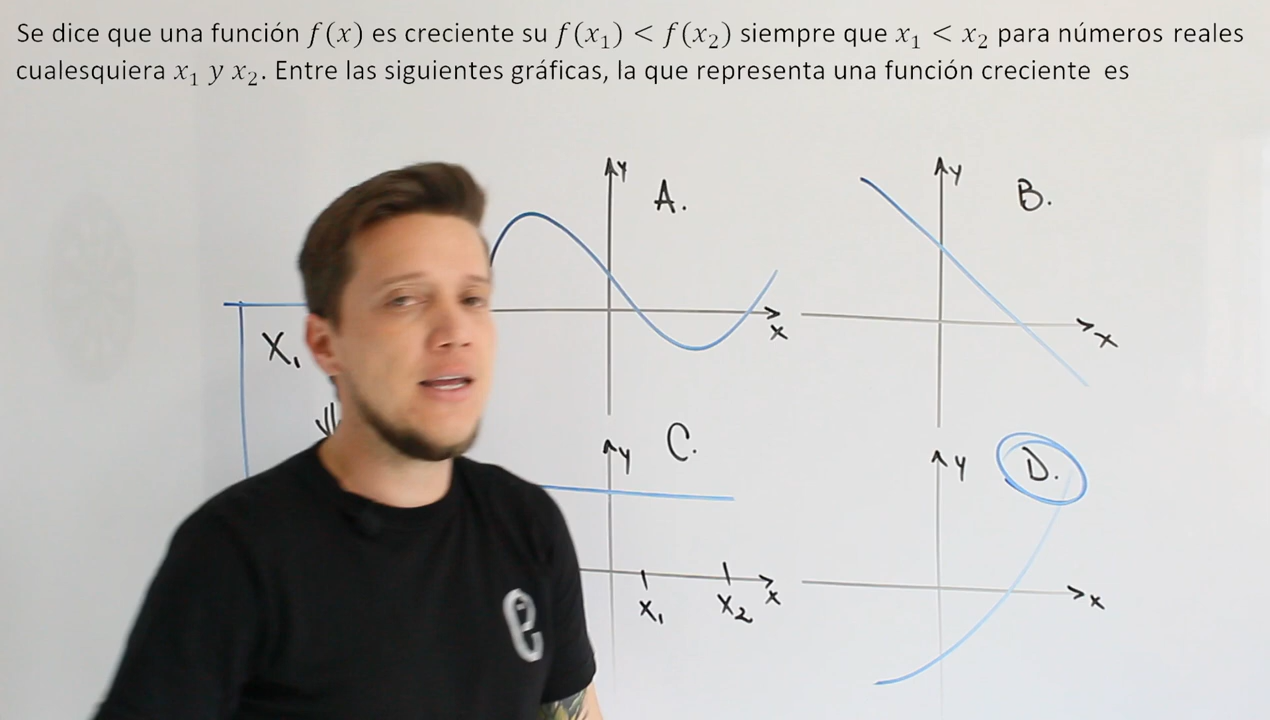 Se dice que una función f(x) es creciente su f(x₁) < f(x₂) siempre que x₁ < x₂ para números reales
cualesquiera x₁ y x₂. Entre las siguientes gráficas, la que representa una función creciente es
y A.
y B.
x
x
X₁
y C.
y D.
x₁ x₂ x
x
e